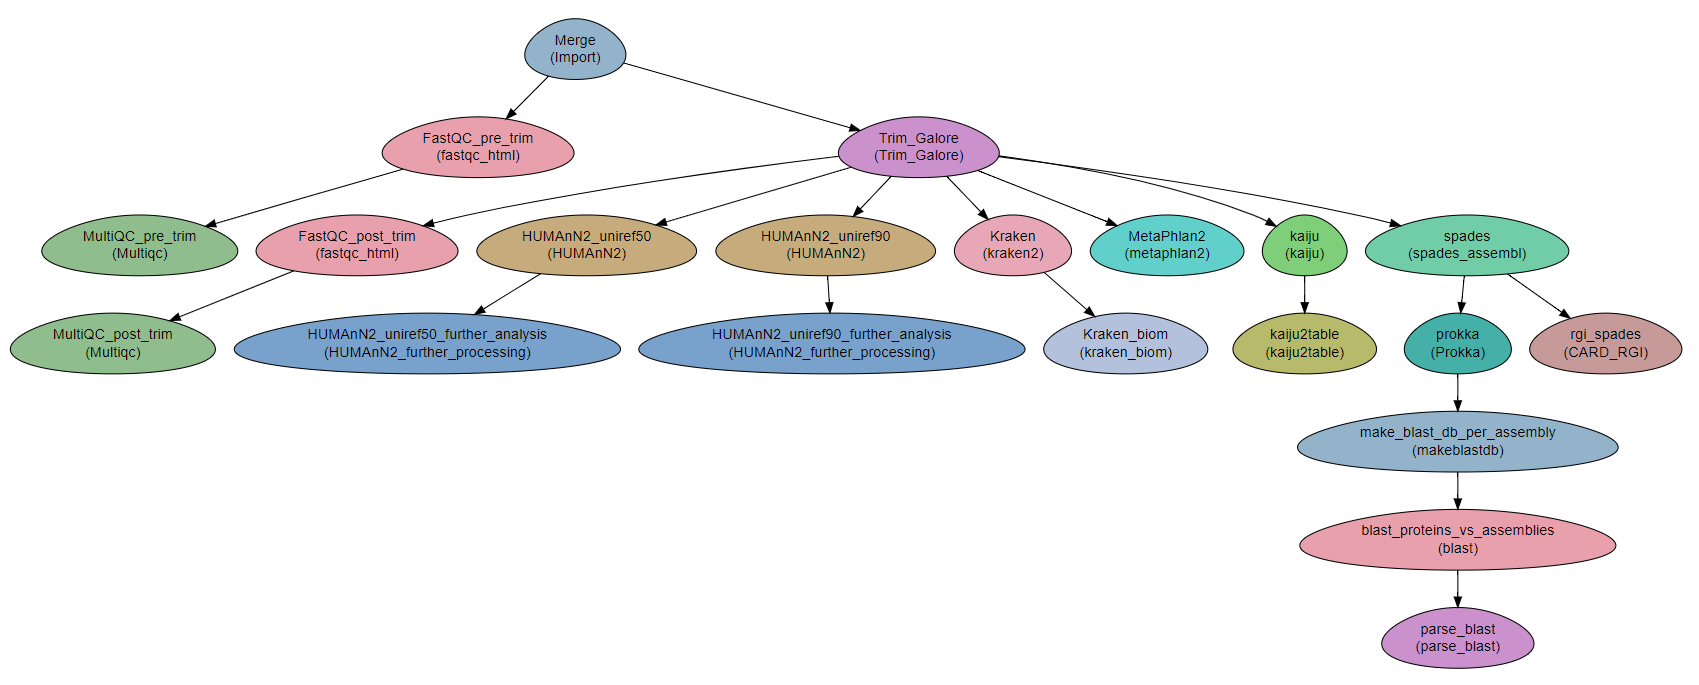 Merge
(Import)
FastQC_pre_trim
(fastqc_html)
Trim_Galore
(Trim_Galore)
MultiQC_pre_trim
(Multiqc)
FastQC_post_trim
(fastqc_html)
HUMAnN2_uniref50
(HUMAnN2)
HUMAnN2_uniref90
(HUMAnN2)
Kraken
(kraken2)
MetaPhlan2
(metaphlan2)
kaiju
(kaiju)
spades
(spades_assembl)
MultiQC_post_trim
(Multiqc)
HUMAnN2_uniref50_further_analysis
(HUMAnN2_further_processing)
HUMAnN2_uniref90_further_analysis
(HUMAnN2_further_processing)
Kraken_biom
(kraken_biom)
kaiju2table
(kaiju2table)
prokka
(Prokka)
rgi_spades
(CARD_RGI)
make_blast_db_per_assembly
(makeblastdb)
blast_proteins_vs_assemblies
(blast)
parse_blast
(parse_blast)